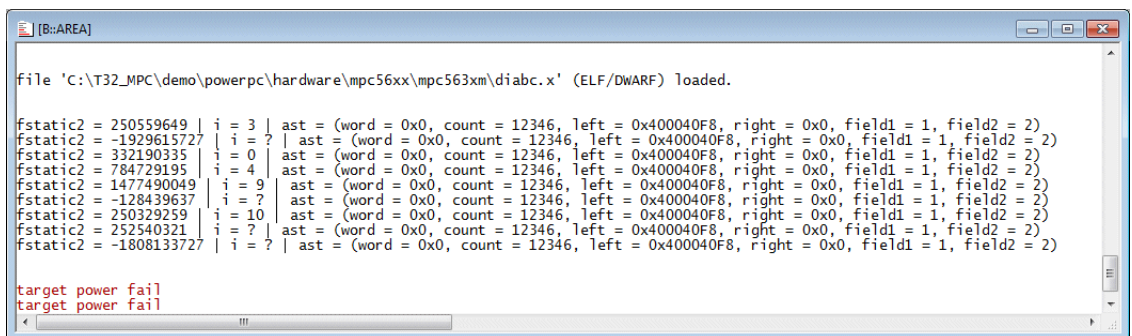 [B::AREA]
file 'C:\T32_MPC\demo\powerpc\hardware\mpc56xx\mpc563xm\diabc.x' (ELF/DWARF) loaded.
fstatic2 = 250559649 | i = 3 | ast = (word = 0x0, count = 12346, left = 0x400040F8, right = 0x0, field1 = 1, field2 = 2)
fstatic2 = -1929615727 | i = ? | ast = (word = 0x0, count = 12346, left = 0x400040F8, right = 0x0, field1 = 1, field2 = 2)
fstatic2 = 332190335 | i = 0 | ast = (word = 0x0, count = 12346, left = 0x400040F8, right = 0x0, field1 = 1, field2 = 2)
fstatic2 = 784729195 | i = 4 | ast = (word = 0x0, count = 12346, left = 0x400040F8, right = 0x0, field1 = 1, field2 = 2)
fstatic2 = 1477490049 | i = 9 | ast = (word = 0x0, count = 12346, left = 0x400040F8, right = 0x0, field1 = 1, field2 = 2)
fstatic2 = -128439637 | i = ? | ast = (word = 0x0, count = 12346, left = 0x400040F8, right = 0x0, field1 = 1, field2 = 2)
fstatic2 = 250329259 | i = 10 | ast = (word = 0x0, count = 12346, left = 0x400040F8, right = 0x0, field1 = 1, field2 = 2)
fstatic2 = 252540321 | i = ? | ast = (word = 0x0, count = 12346, left = 0x400040F8, right = 0x0, field1 = 1, field2 = 2)
fstatic2 = -1808133727 | i = ? | ast = (word = 0x0, count = 12346, left = 0x400040F8, right = 0x0, field1 = 1, field2 = 2)
target power fail
target power fail